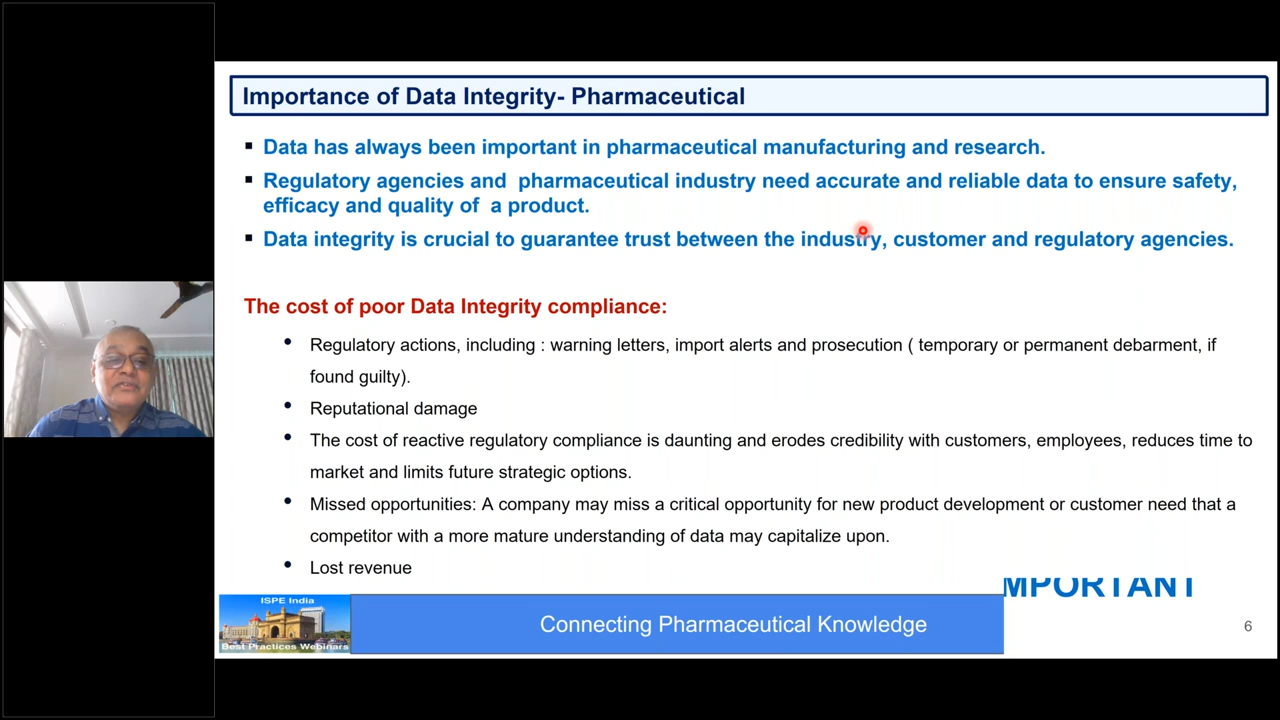 Importance of Data Integrity- Pharmaceutical
▪ Data has always been important in pharmaceutical manufacturing and research.
▪ Regulatory agencies and  pharmaceutical industry need accurate and reliable data to ensure safety,
efficacy and quality of  a product.
▪ Data integrity is crucial to guarantee trust between the industry, customer and regulatory agencies.
The cost of poor Data Integrity compliance:
• Regulatory actions, including : warning letters, import alerts and prosecution ( temporary or permanent debarment, if
found guilty).
• Reputational damage
• The cost of reactive regulatory compliance is daunting and erodes credibility with customers, employees, reduces time to
market and limits future strategic options.
• Missed opportunities: A company may miss a critical opportunity for new product development or customer need that a
competitor with a more mature understanding of data may capitalize upon.
• Lost revenue
MPORTANT
ISPE India
Best Practices Webinars
Connecting Pharmaceutical Knowledge
6